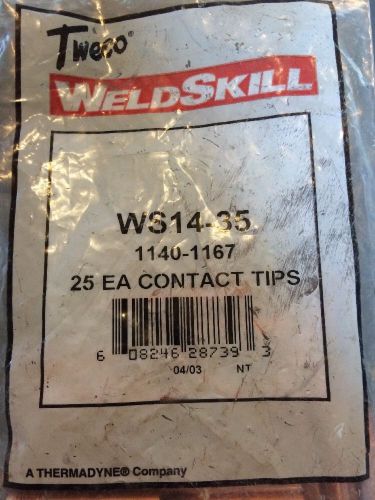 Tweco®
WELDSKILL
WS14-35
1140-1167
25 EA CONTACT TIPS
6 08246 28739 3
04/03 NT
A THERMADYNE® Company